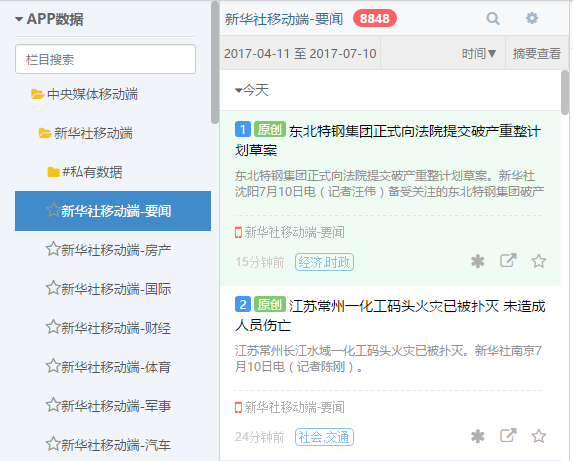 APP数据
栏目搜索
中央媒体移动端
新华社移动端
#私有数据
新华社移动端-要闻
新华社移动端-房产
新华社移动端-国际
新华社移动端-财经
新华社移动端-体育
新华社移动端-军事
新华社移动端-汽车
新华社移动端-要闻 8848
2017-04-11 至 2017-07-10 时间 摘要查看
今天
1 原创 东北特钢集团正式向法院提交破产重整计
划草案
东北特钢集团正式向法院提交破产重整计划草案。新华社
沈阳7月10日电（记者汪伟）备受关注的东北特钢集团破产
新华社移动端-要闻
15分钟前 经济,时政
2 原创 江苏常州一化工码头火灾已被扑灭 未造成
人员伤亡
江苏常州长江水域一化工码头火灾已被扑灭。新华社南京7
月10日电（记者陈刚）。
新华社移动端-要闻
24分钟前 社会,交通